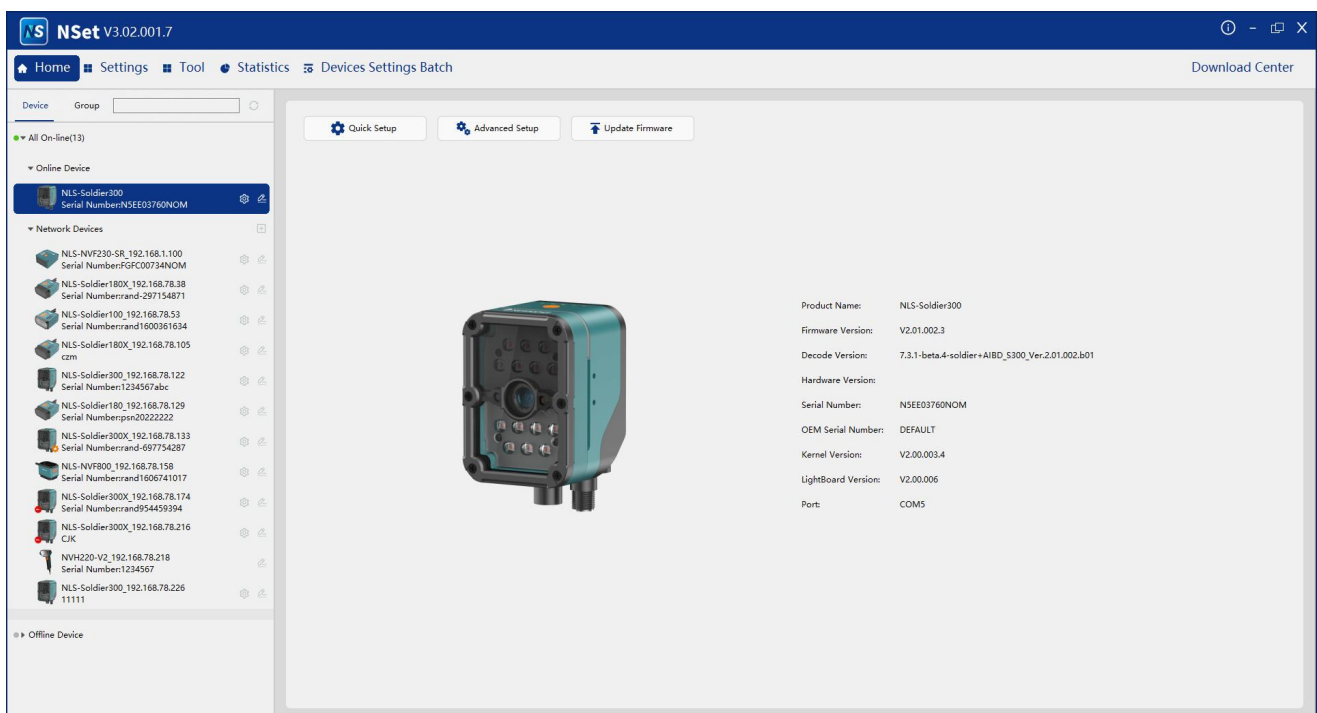 NS NSet V3.02.001.7
Home Settings Tool Statistics Devices Settings Batch Download Center
Device Group
All On-line(13)
Online Device
NLS-Soldier300
Serial Number:N5EE03760NOM
Network Devices
NLS-NVF230-SR_192.168.1.100
Serial Number:FGFC00734NOM
NLS-Soldier180X_192.168.78.38
Serial Number:rand-297154871
NLS-Soldier100_192.168.78.53
Serial Number:rand1600361634
NLS-Soldier180X_192.168.78.105
czm
NLS-Soldier300_192.168.78.122
Serial Number:1234567abc
NLS-Soldier180_192.168.78.129
Serial Number:psn20222222
NLS-Soldier300X_192.168.78.133
Serial Number:rand-697754287
NLS-NVF800_192.168.78.158
Serial Number:rand1606741017
NLS-Soldier300X_192.168.78.174
Serial Number:rand954459394
NLS-Soldier300X_192.168.78.216
CJK
NVH220-V2_192.168.78.218
Serial Number:1234567
NLS-Soldier300_192.168.78.226
11111
Offline Device
Quick Setup Advanced Setup Update Firmware
Product Name: NLS-Soldier300
Firmware Version: V2.01.002.3
Decode Version: 7.3.1-beta.4-soldier+AIBD_S300_Ver.2.01.002.b01
Hardware Version:
Serial Number: N5EE03760NOM
OEM Serial Number: DEFAULT
Kernel Version: V2.00.003.4
LightBoard Version: V2.00.006
Port: COM5